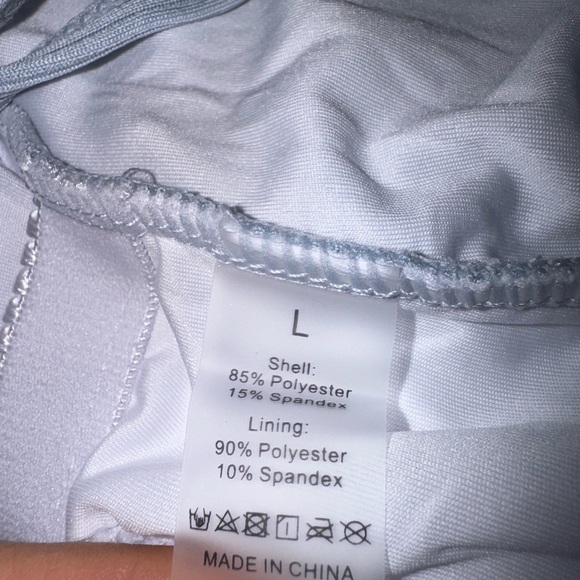 L
Shell:
85% Polyester
15% Spandex
Lining:
90% Polyester
10% Spandex
MADE IN CHINA